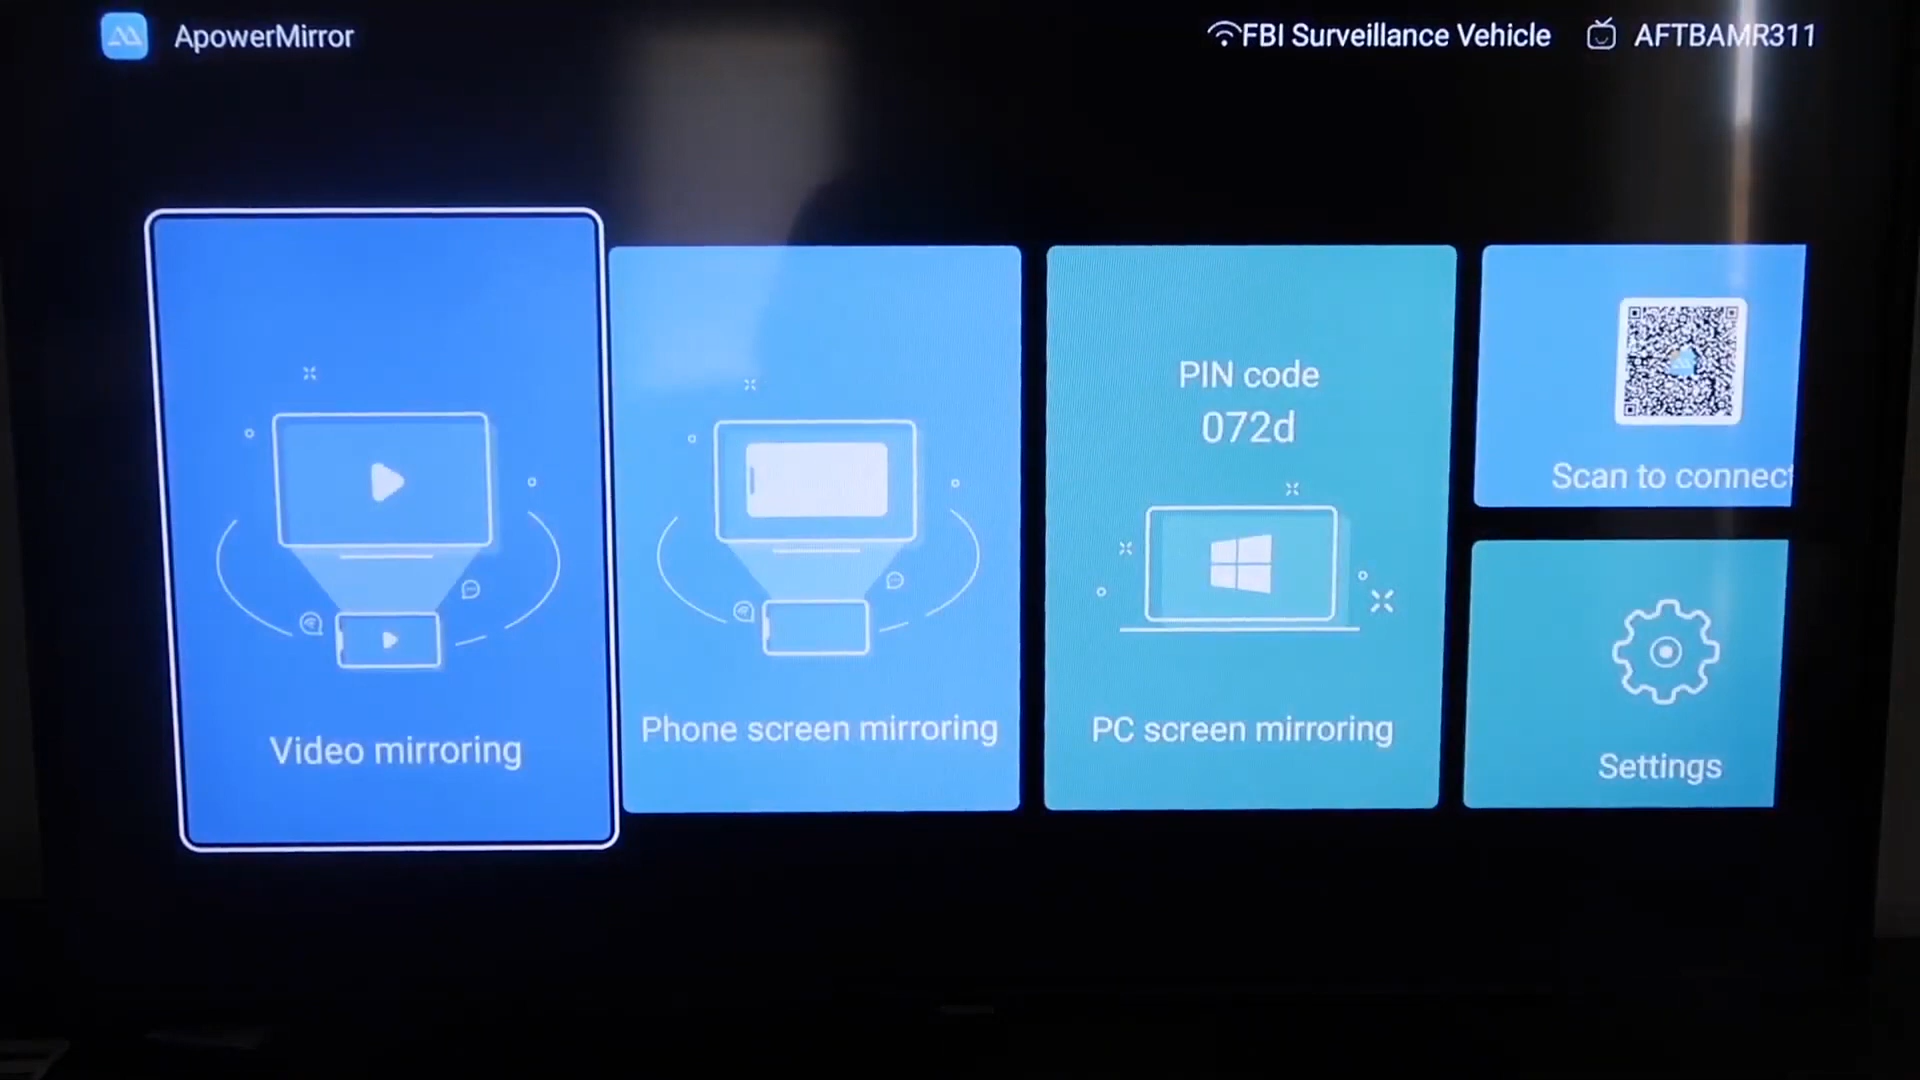 ApowerMirror
FBI Surveillance Vehicle
AFTBAMR311
Video mirroring
Phone screen mirroring
PIN code
072d
PC screen mirroring
Scan to connect
Settings